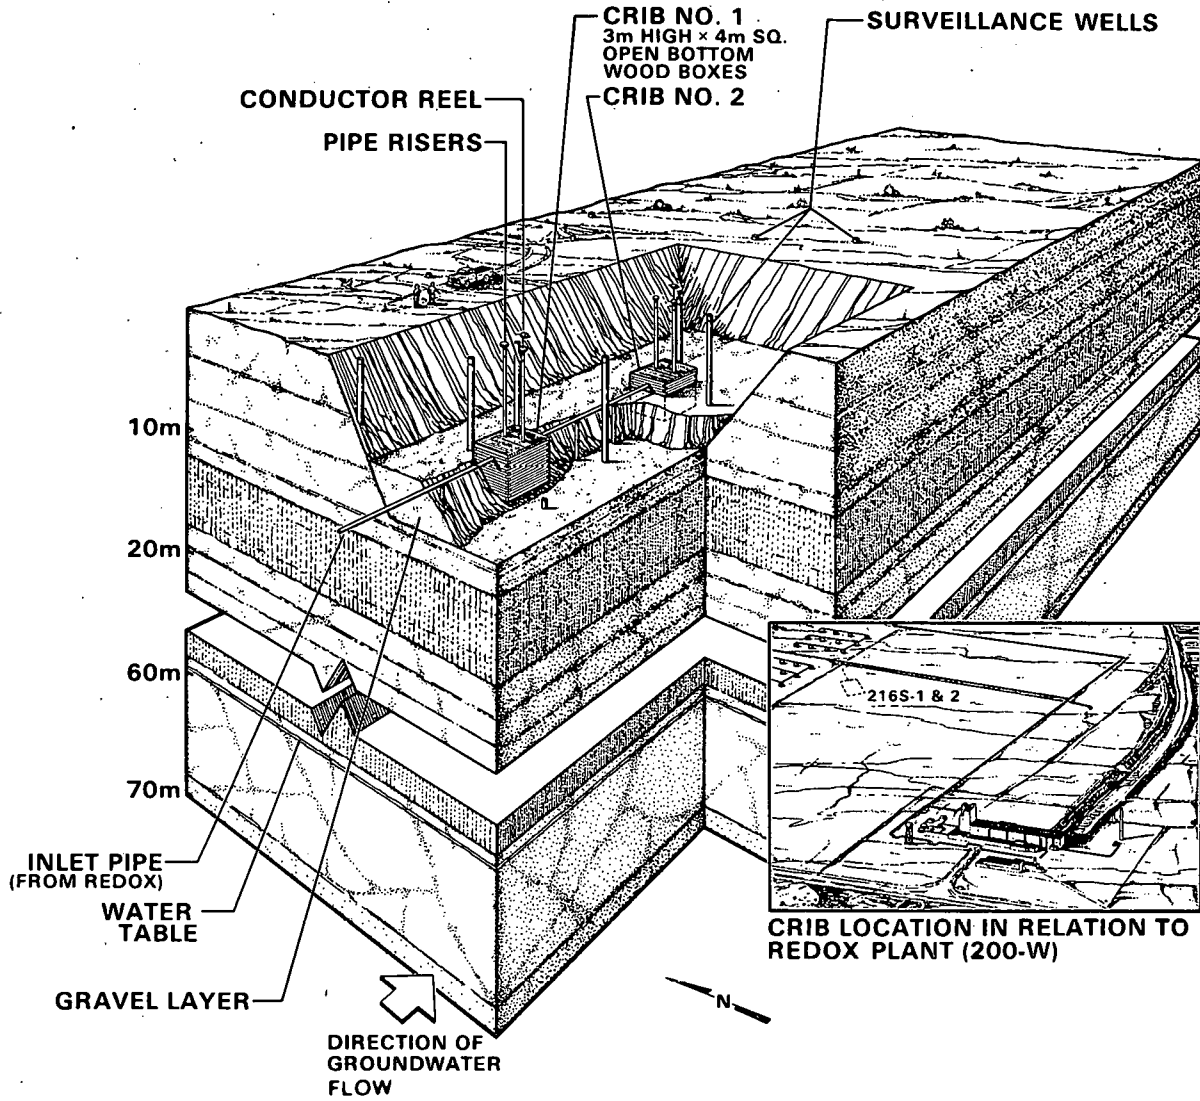 CRIB NO. 1
3m HIGH × 4m SQ.
OPEN BOTTOM
WOOD BOXES
CRIB NO. 2
SURVEILLANCE WELLS
CONDUCTOR REEL
PIPE RISERS
10m
20m
60m
70m
INLET PIPE
(FROM REDOX)
WATER
TABLE
GRAVEL LAYER
DIRECTION OF
GROUNDWATER
FLOW
N
216S-1 & 2
CRIB LOCATION IN RELATION TO
REDOX PLANT (200-W)